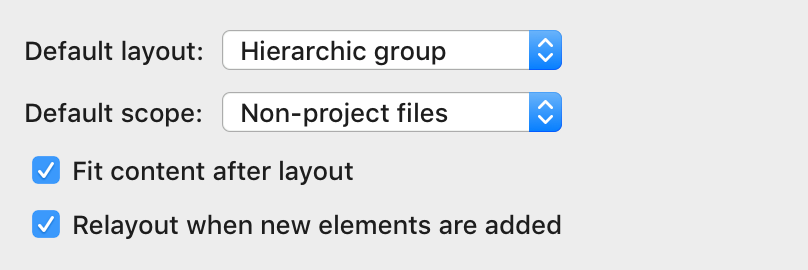 Default layout: Hierarchic group
Default scope: Non-project files
Fit content after layout
Relayout when new elements are added